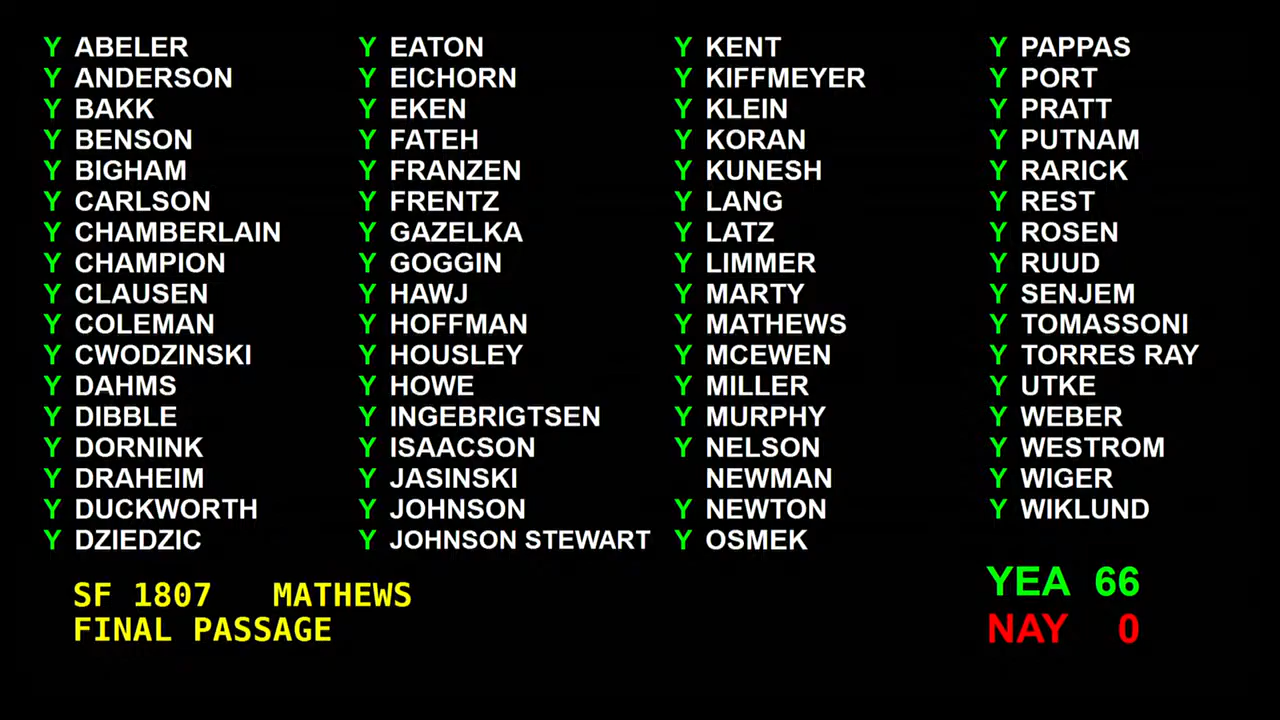 Y ABELER Y EATON Y KENT Y PAPPAS
Y ANDERSON Y EICHORN Y KIFFMEYER Y PORT
Y BAKK Y EKEN Y KLEIN Y PRATT
Y BENSON Y FATEH Y KORAN Y PUTNAM
Y BIGHAM Y FRANZEN Y KUNESH Y RARICK
Y CARLSON Y FRENTZ Y LANG Y REST
Y CHAMBERLAIN Y GAZELKA Y LATZ Y ROSEN
Y CHAMPION Y GOGGIN Y LIMMER Y RUUD
Y CLAUSEN Y HAWJ Y MARTY Y SENJEM
Y COLEMAN Y HOFFMAN Y MATHEWS Y TOMASSONI
Y CWODZINSKI Y HOUSLEY Y MCEWEN Y TORRES RAY
Y DAHMS Y HOWE Y MILLER Y UTKE
Y DIBBLE Y INGEBRIGTSEN Y MURPHY Y WEBER
Y DORNINK Y ISAACSON Y NELSON Y WESTROM
Y DRAHEIM Y JASINSKI NEWMAN Y WIGER
Y DUCKWORTH Y JOHNSON Y NEWTON Y WIKLUND
Y DZIEDZIC Y JOHNSON STEWART Y OSMEK
SF 1807 MATHEWS
FINAL PASSAGE
YEA 66
NAY 0